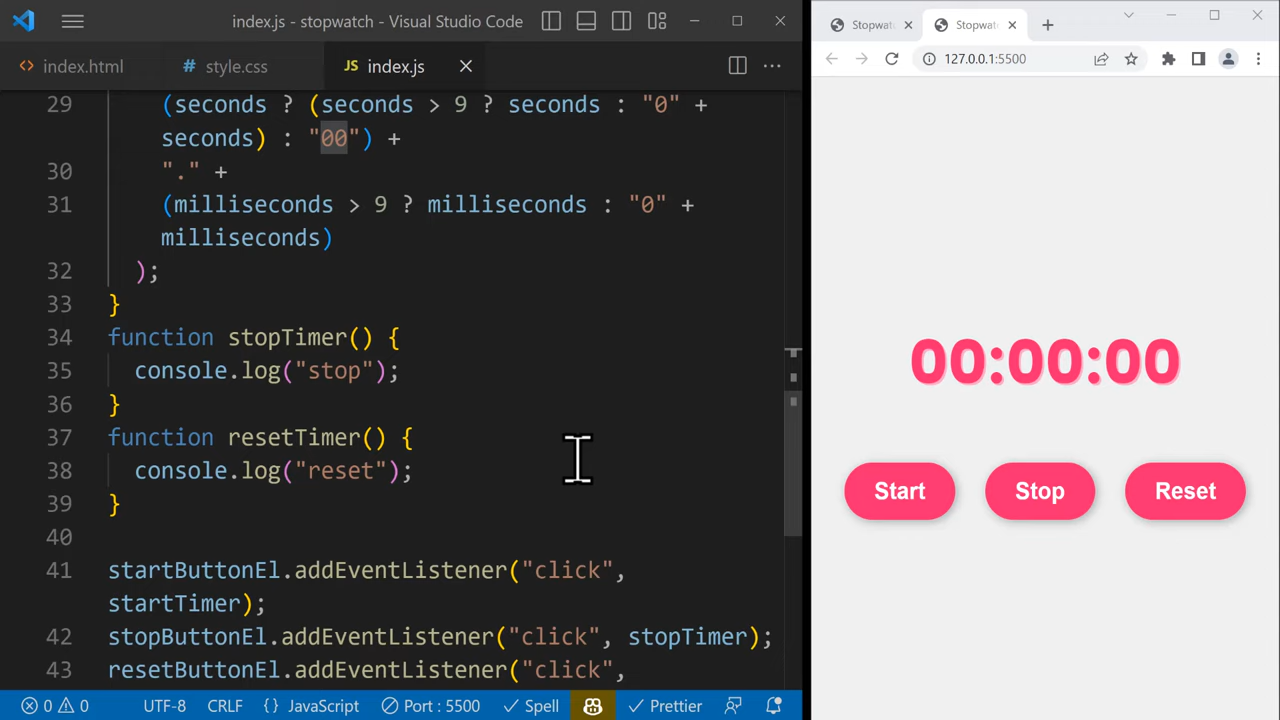 index.js - stopwatch - Visual Studio Code
index.html
# style.css
JS index.js
29 (seconds ? (seconds > 9 ? seconds : "0" +
seconds) : "00") +
30 "." +
31 (milliseconds > 9 ? milliseconds : "0" +
milliseconds)
32 );
33 }
34 function stopTimer() {
35 console.log("stop");
36 }
37 function resetTimer() {
38 console.log("reset");
39 }
40
41 startButtonEl.addEventListener("click",
startTimer);
42 stopButtonEl.addEventListener("click", stopTimer);
43 resetButtonEl.addEventListener("click",
0 0 UTF-8 CRLF {} JavaScript Port : 5500 Spell Prettier
Stopwatc Stopwatc
127.0.0.1:5500
00:00:00
Start Stop Reset